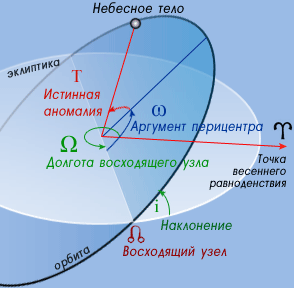 Небесное тело
эклиптика
T
Истинная
аномалия
ω
Аргумент перицентра
Ω
Долгота восходящего узла
♈
Точка
весеннего
равноденствия
i
Наклонение
☊
Восходящий узел
орбита